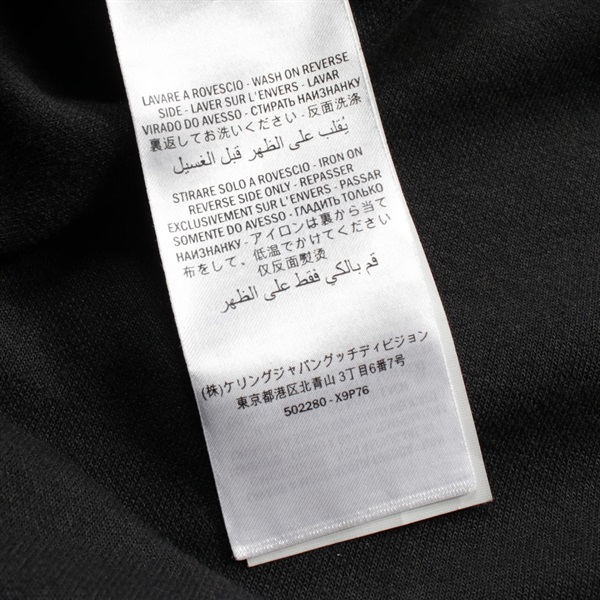 LAVARE A ROVESCIO - WASH ON REVERSE
SIDE - LAVER SUR L'ENVERS - LAVAR
VIRADO DO AVESSO - СТИРАТЬ НАИЗНАНКУ
裏返してお洗いください - 反面洗涤
يُقلب على الظهر قبل الغسيل
STIRARE SOLO A ROVESCIO - IRON ON
REVERSE SIDE ONLY - REPASSER
EXCLUSIVEMENT SUR L'ENVERS - PASSAR
SOMENTE DO AVESSO - ГЛАДИТЬ ТОЛЬКО
НАИЗНАНКУ - アイロンは裏から当て
布をして、低温でかけてください
仅反面熨烫
قم بالكي فقط على الظهر
(株)ケリングジャパングッチディビジョン
東京都港区北青山 3丁目6番7号
502280 - X9P76